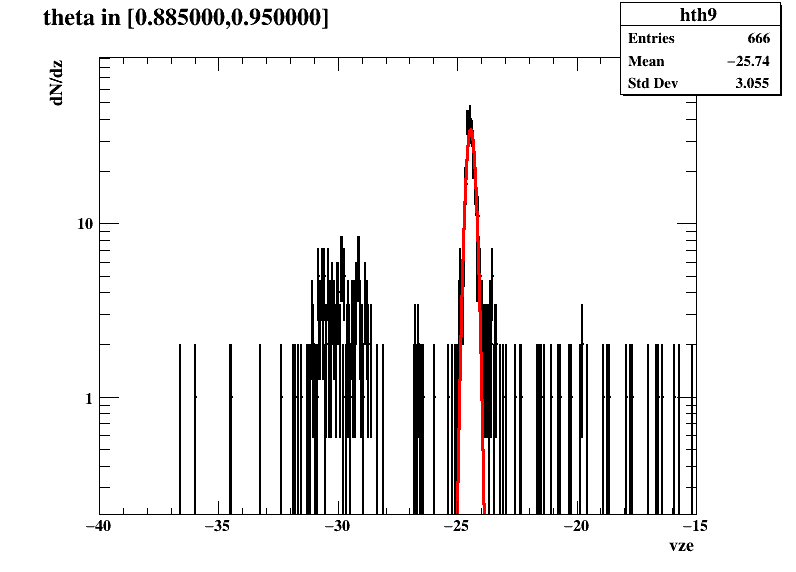 theta in [0.885000,0.950000]
hth9
Entries 666
Mean −25.74
Std Dev 3.055
dN/dz
10
1
−40 −35 −30 −25 −20 −15
vze